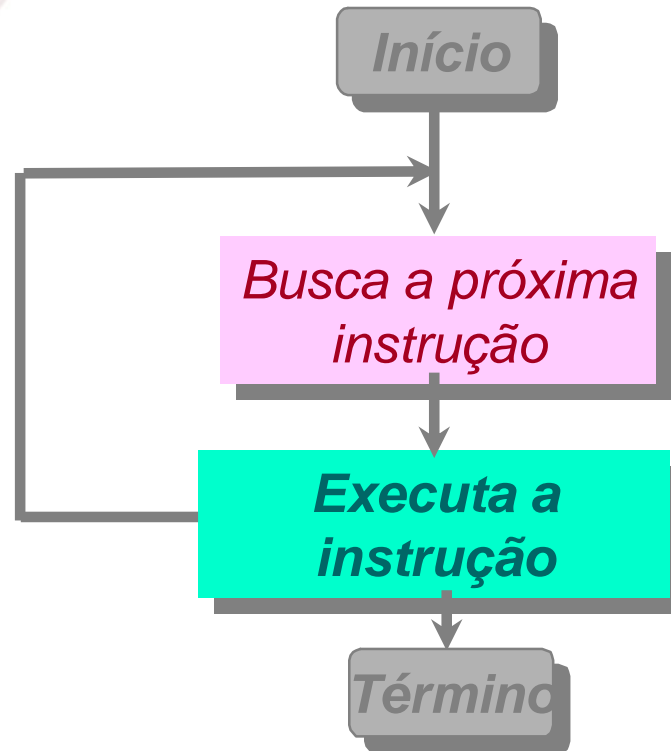 Início
Busca a próxima
instrução
Executa a
instrução
Término